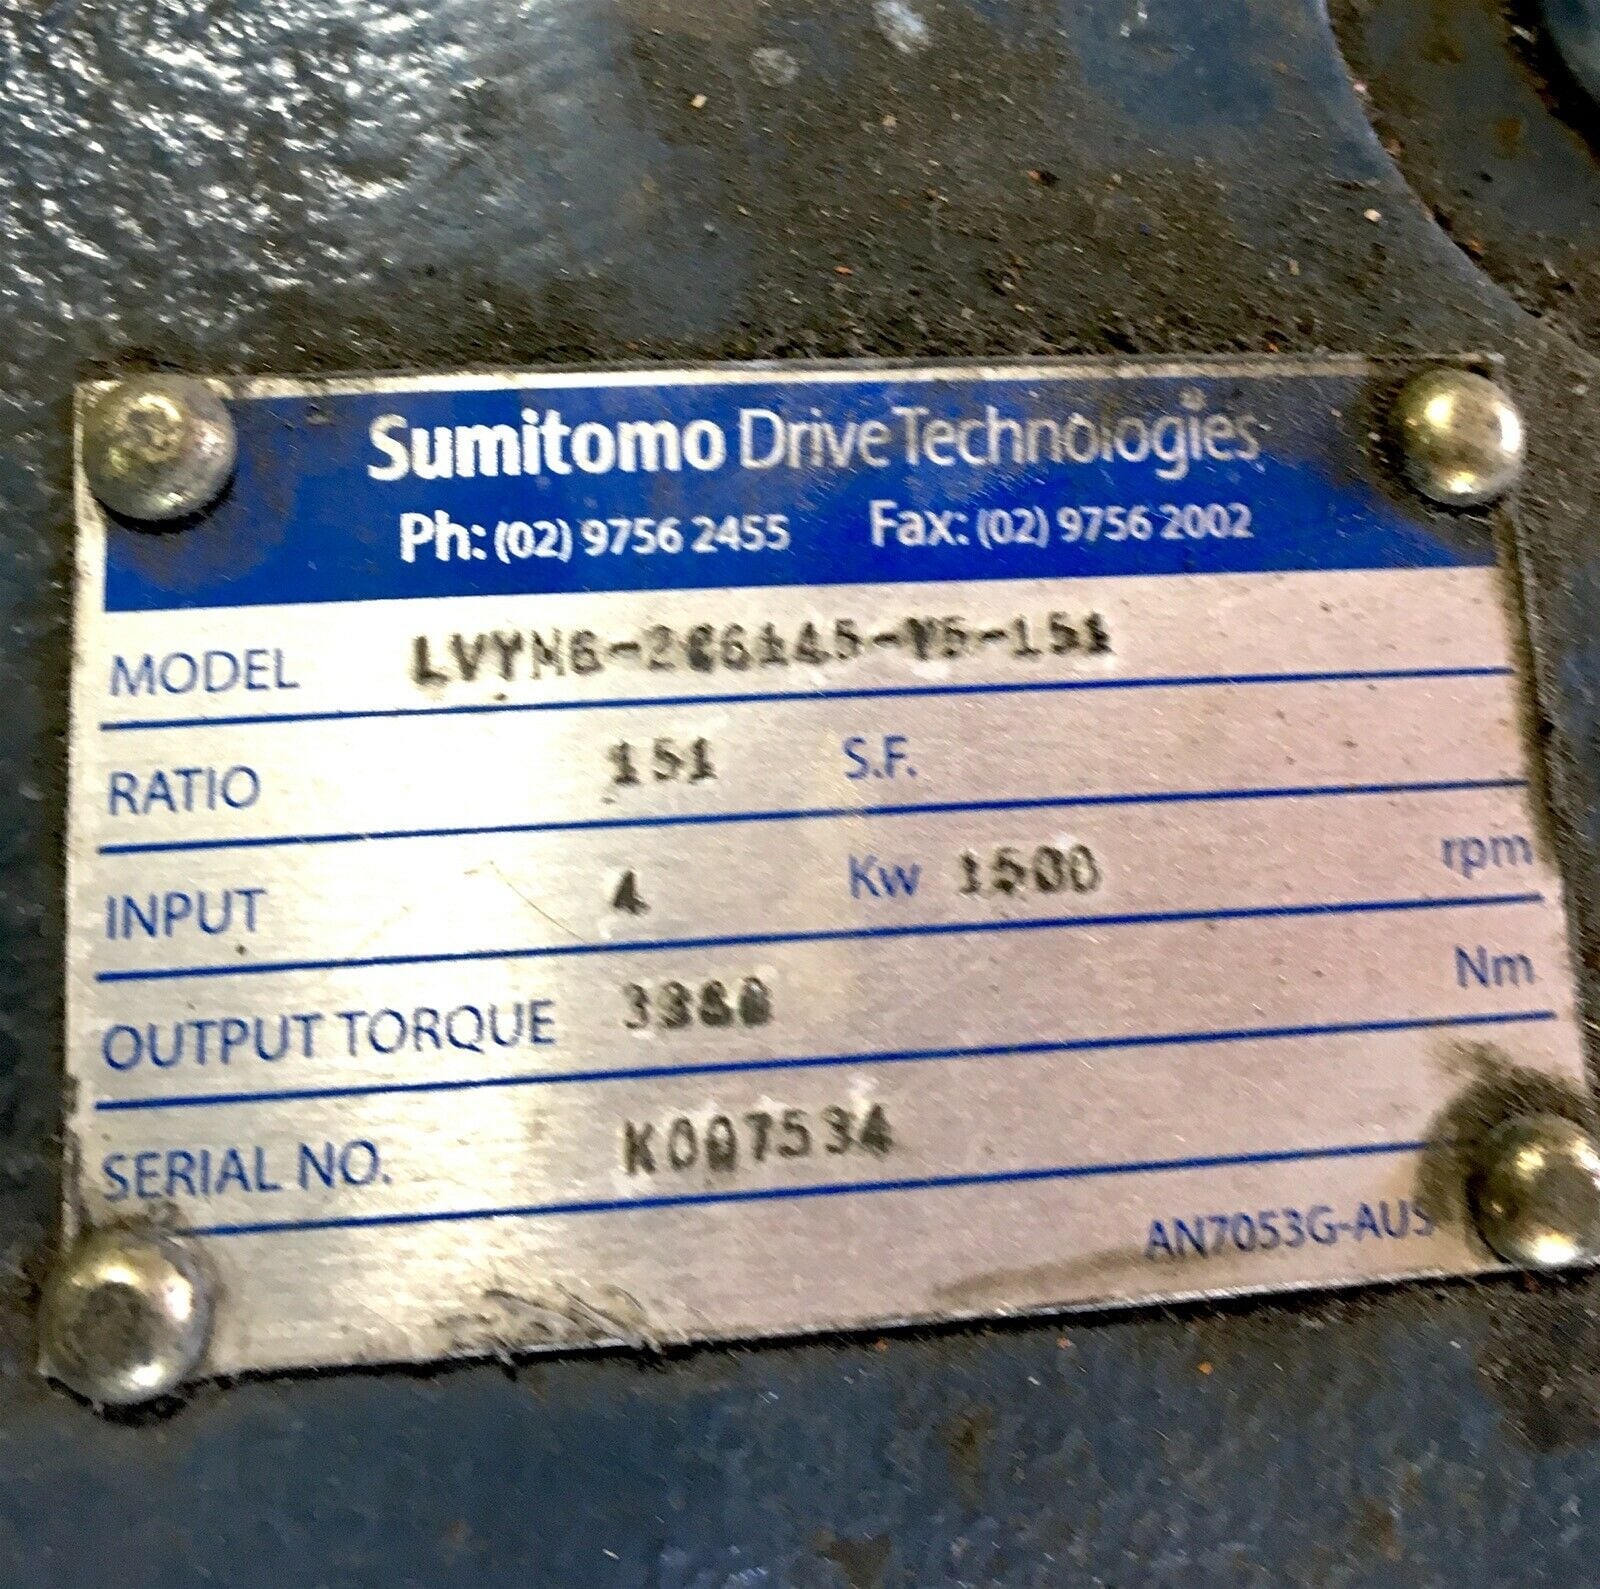 Sumitomo Drive Technologies
Ph: (02) 9756 2455 Fax: (02) 9756 2002
MODEL
RATIO 151 S.F.
INPUT 4 Kw 1500 rpm
OUTPUT TORQUE Nm
SERIAL NO. K007534
AN7053G-AUS